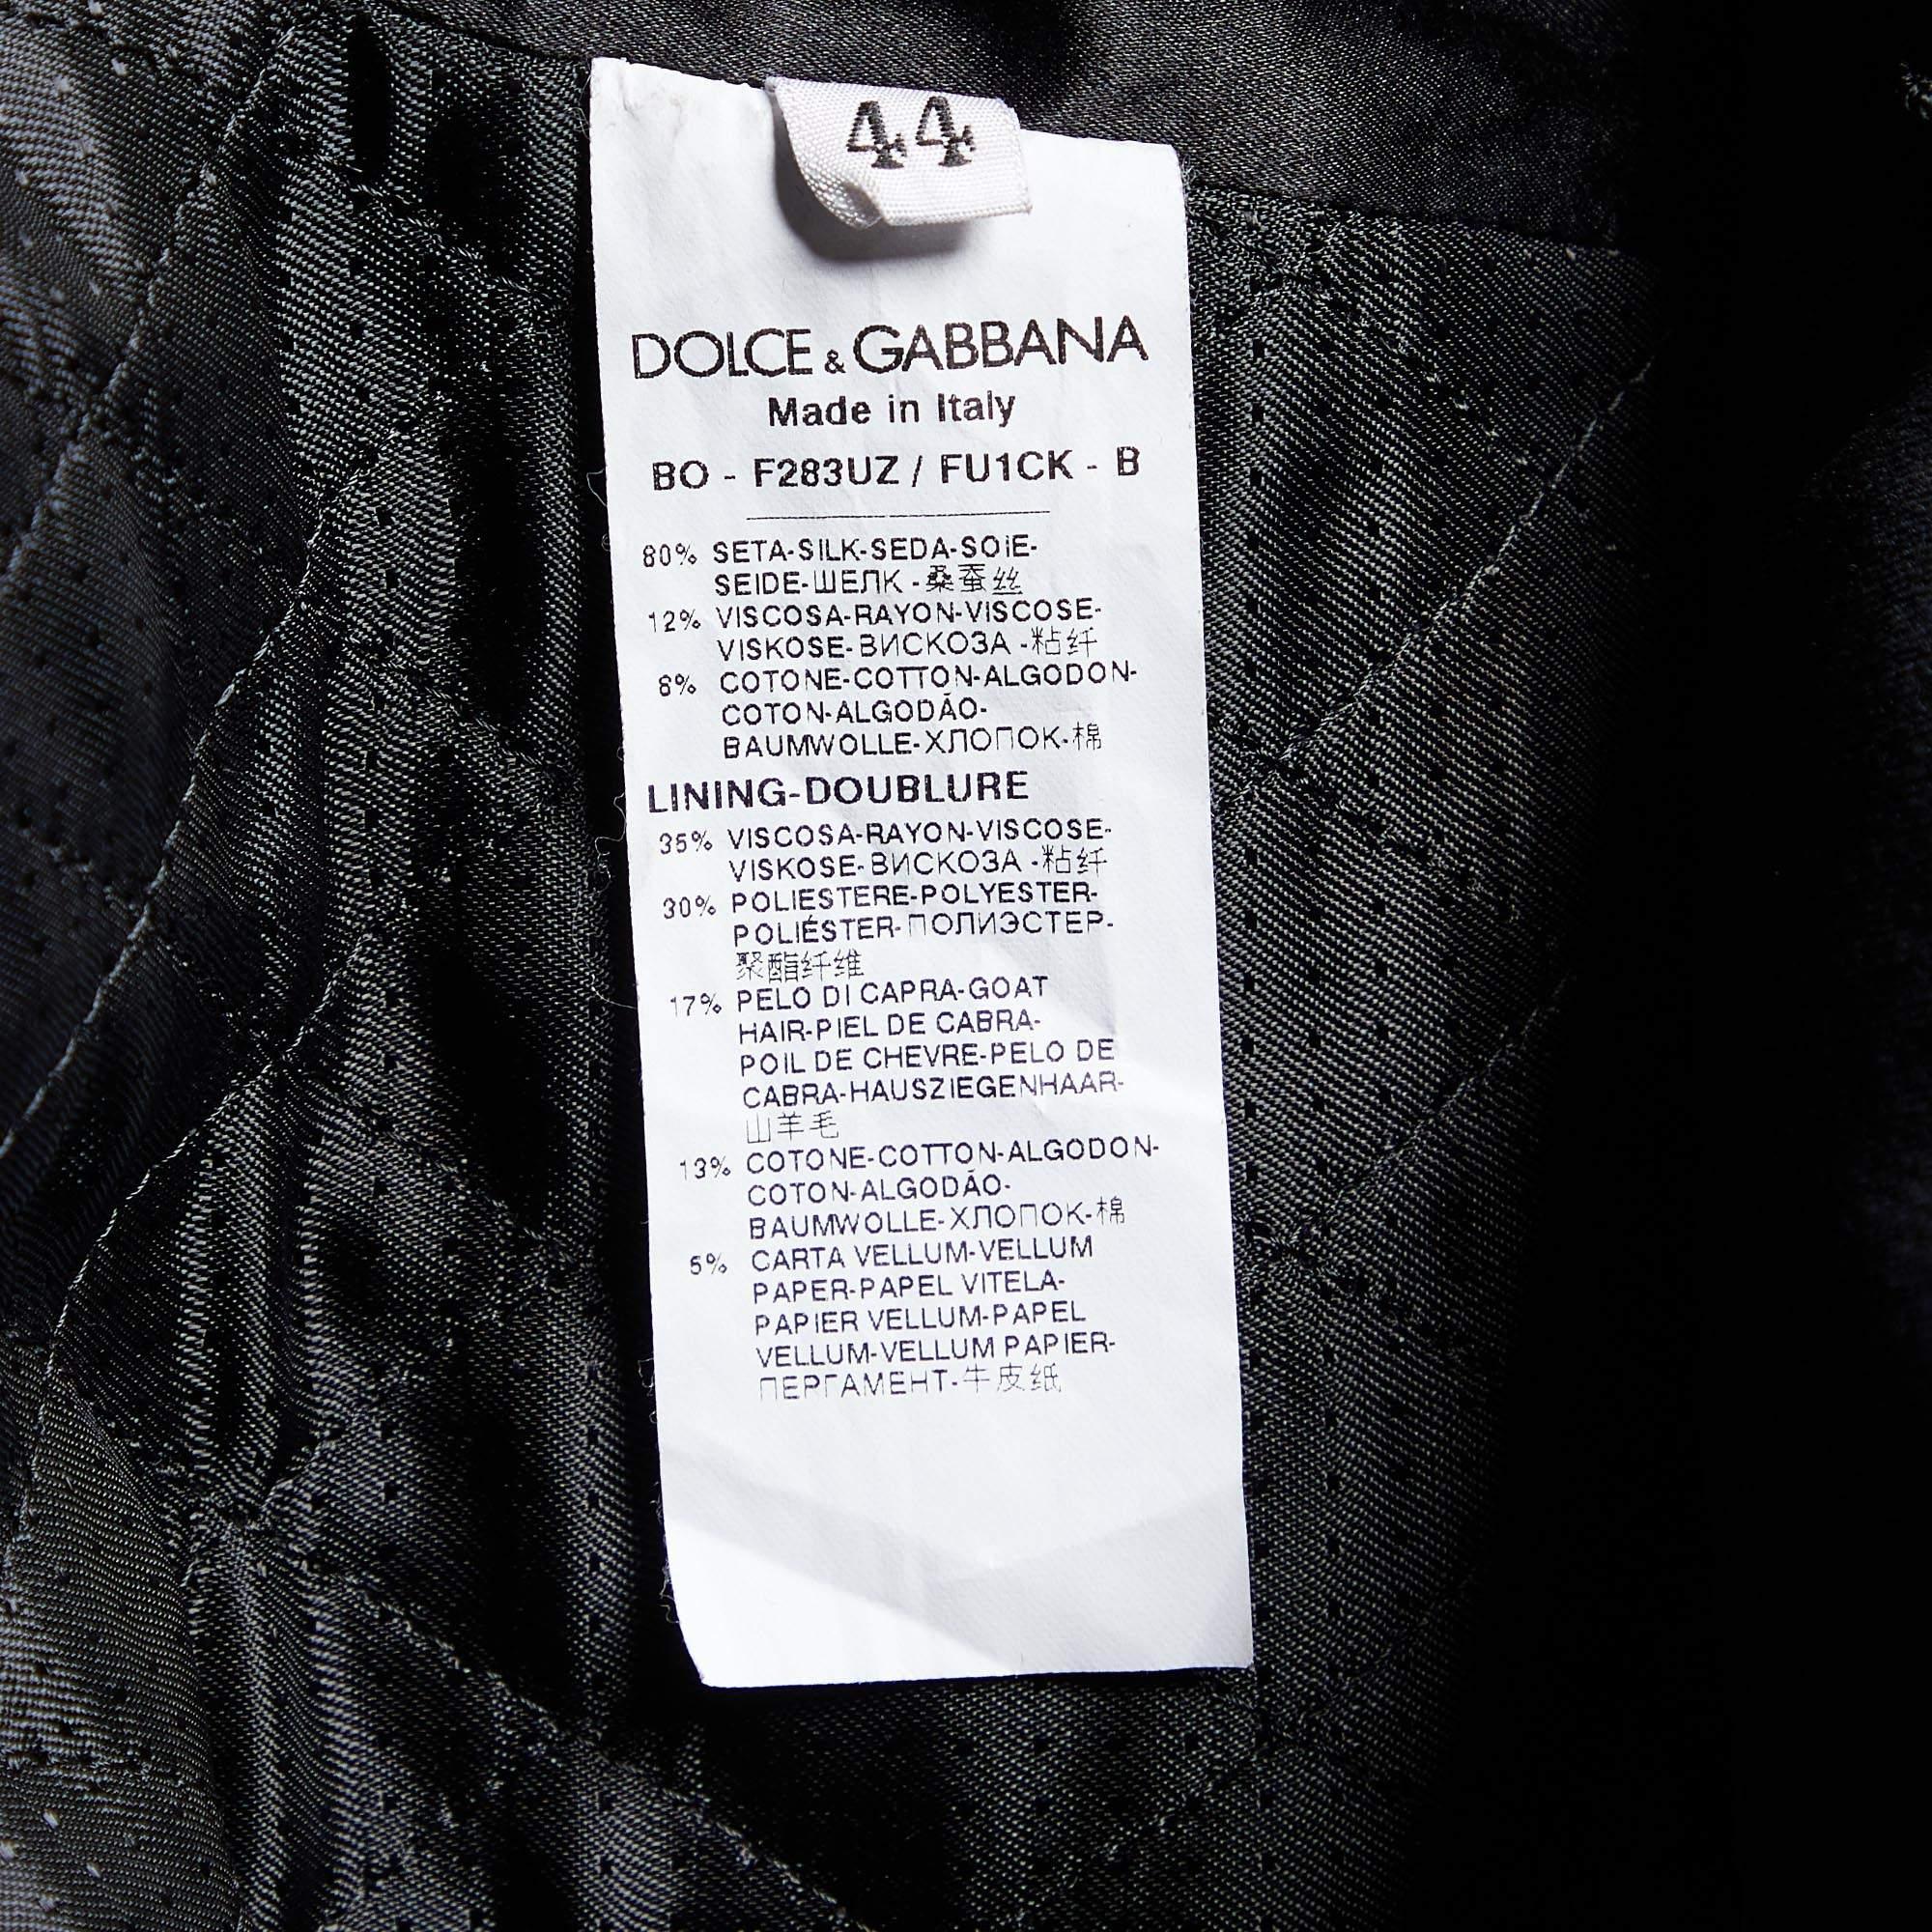 44
DOLCE & GABBANA
Made in Italy
BO - F283UZ / FU1CK - B
80% SETA-SILK-SEDA-SOIE-
SEIDE-ШЕЛК -桑蚕丝
12% VISCOSA-RAYON-VISCOSE-
VISKOSE-ВИСКОЗА -粘纤
8% COTONE-COTTON-ALGODON-
COTON-ALGODÃO-
BAUMWOLLE-ХЛОПОК-棉
LINING-DOUBLURE
35% VISCOSA-RAYON-VISCOSE-
VISKOSE-ВИСКОЗА -粘纤
30% POLIESTERE-POLYESTER-
POLIÉSTER-ПОЛИЭСТЕР-
聚酯纤维
17% PELO DI CAPRA-GOAT
HAIR-PIEL DE CABRA-
POIL DE CHEVRE-PELO DE
CABRA-HAUSZIEGENHAAR-
山羊毛
13% COTONE-COTTON-ALGODON-
COTON-ALGODÃO-
BAUMWOLLE-ХЛОПОК-棉
5% CARTA VELLUM-VELLUM
PAPER-PAPEL VITELA-
PAPIER VELLUM-PAPEL
VELLUM-VELLUM PAPIER-
ПЕРГАМЕНТ-牛皮纸